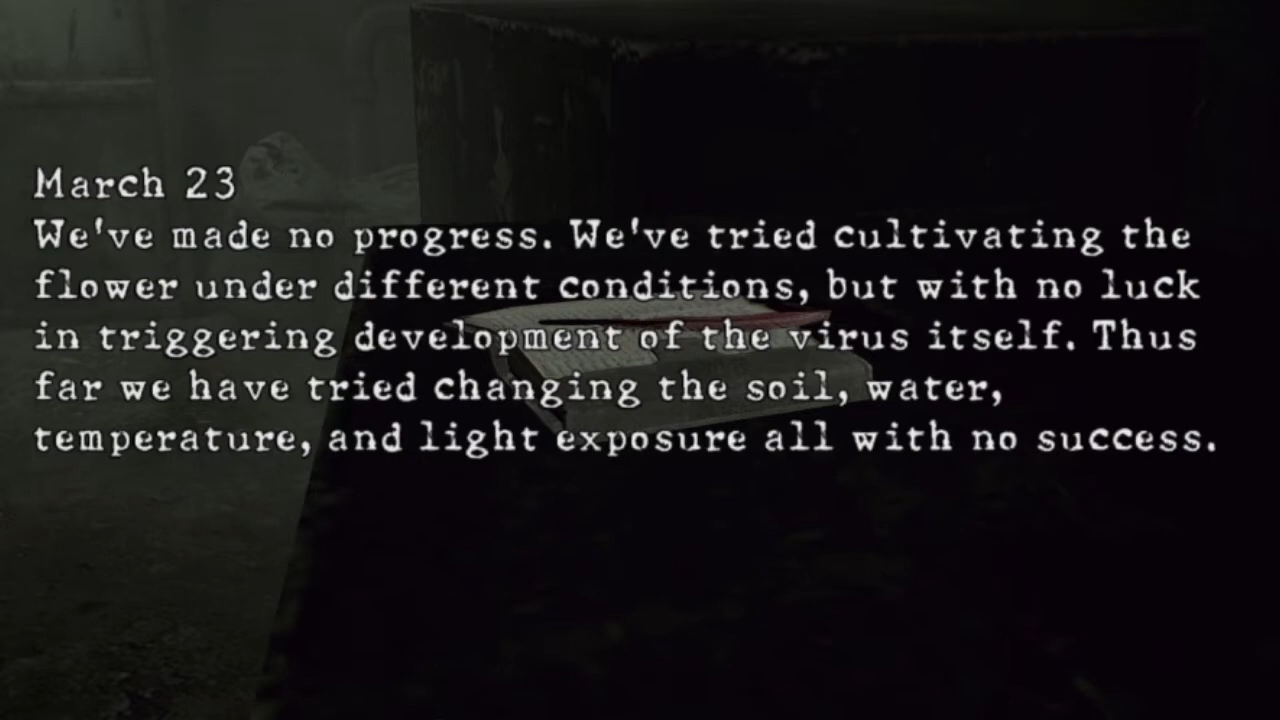 March 23
We've made no progress. We've tried cultivating the
flower under different conditions, but with no luck
in triggering development of the virus itself. Thus
far we have tried changing the soil, water,
temperature, and light exposure all with no success.